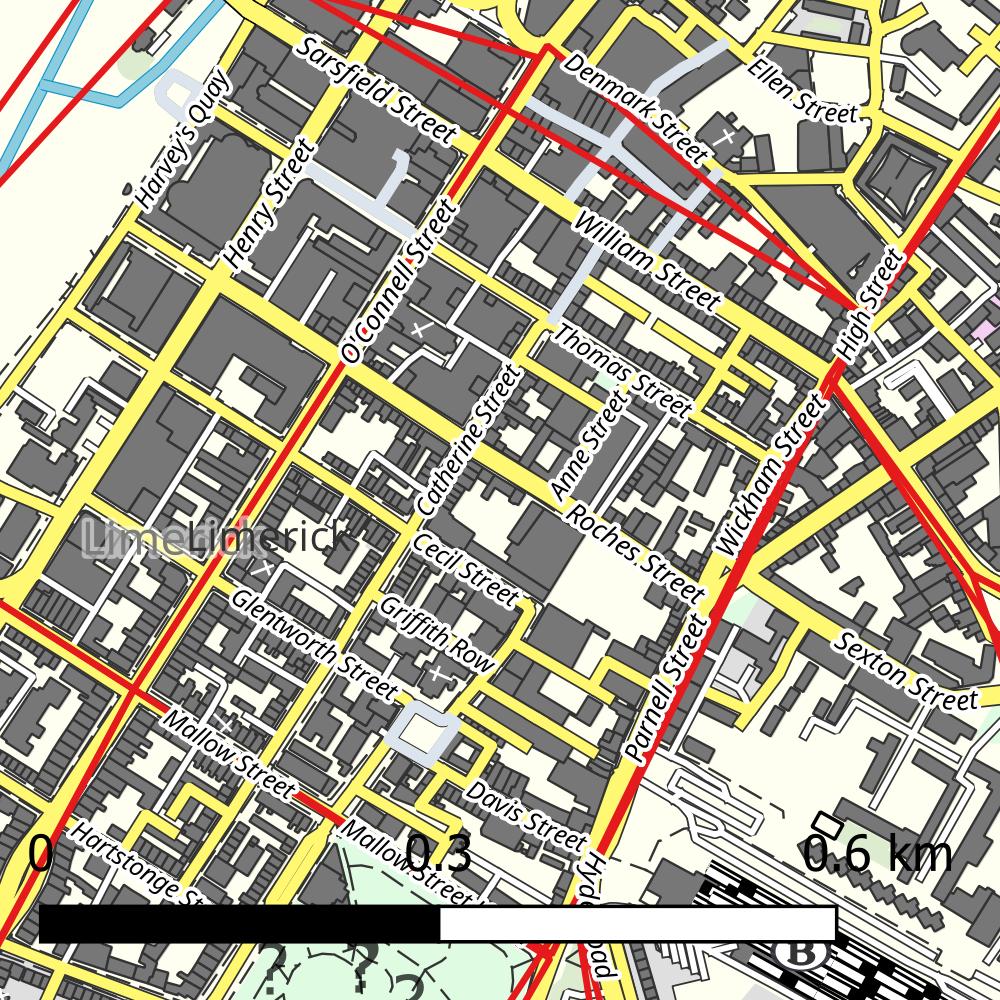 Sarsfield Street
Denmark Street
Ellen Street
Harvey's Quay
Henry Street
O'Connell Street
William Street
High Street
Thomas Street
Catherine Street
Anne Street
Wickham Street
Limerick
Roches Street
Cecil Street
Griffith Row
Glentworth Street
Parnell Street
Sexton Street
Mallow Street
Davis Street
Mallow Street
Hartstonge St
0
0.3
0.6 km
? ? ?
B